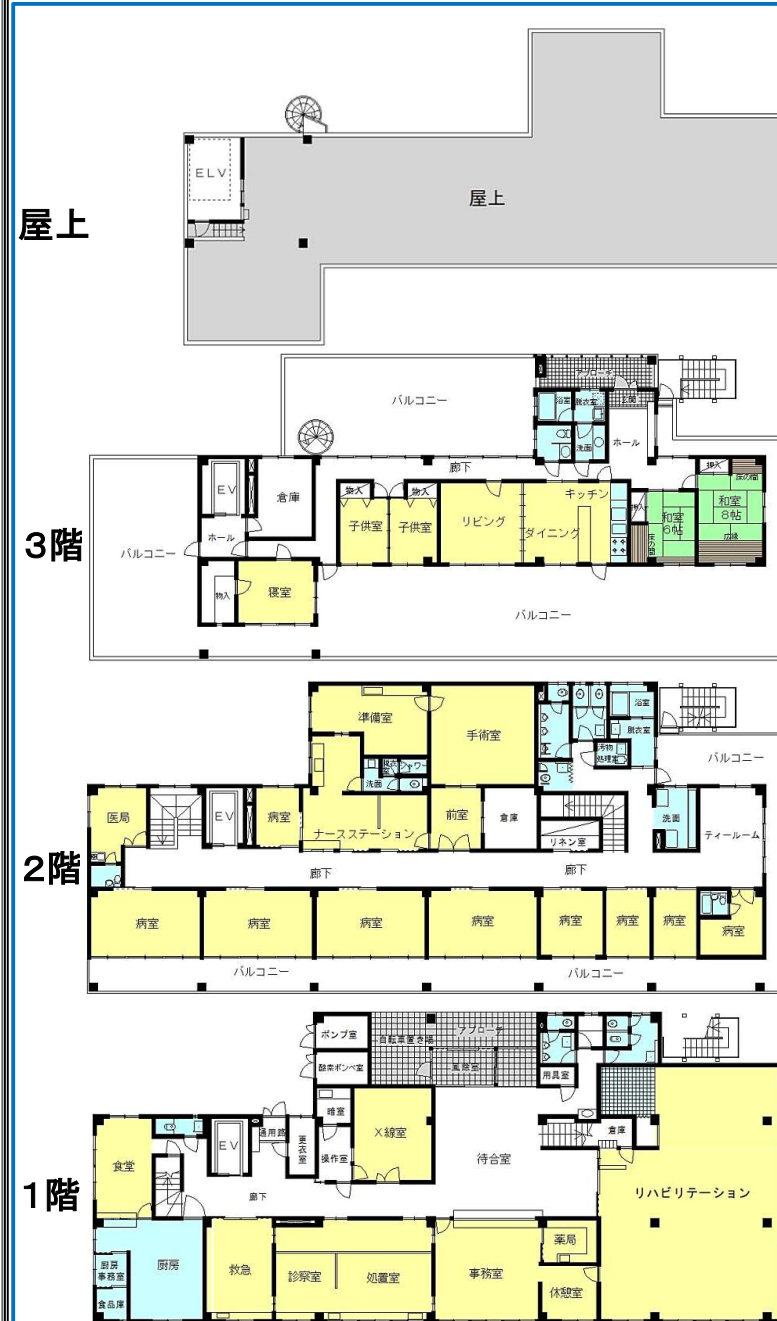 屋上
ELV
屋上
3階
バルコニー
アプローチ
浴室
脱衣室
玄関
洗面
ホール
廊下
押入
床の間
和室
8帖
広縁
EV
倉庫
物入
物入
子供室
子供室
リビング
ダイニング
キッチン
押入
和室
6帖
床の間
ホール
バルコニー
物入
寝室
バルコニー
2階
準備室
手術室
浴室
脱衣室
汚物
処理室
バルコニー
脱衣
室
シャワー
洗面
医局
EV
病室
ナースステーション
前室
倉庫
リネン室
洗面
ティールーム
廊下
廊下
病室
病室
病室
病室
病室
病室
病室
病室
バルコニー
バルコニー
1階
ポンプ室
自転車置き場
アプローチ
酸素ボンベ室
風除室
用具室
暗室
X線室
食堂
EV
通用路
更衣室
操作室
待合室
倉庫
リハビリテーション
廊下
厨房
厨房
事務室
食品庫
救急
診察室
処置室
事務室
薬局
休憩室